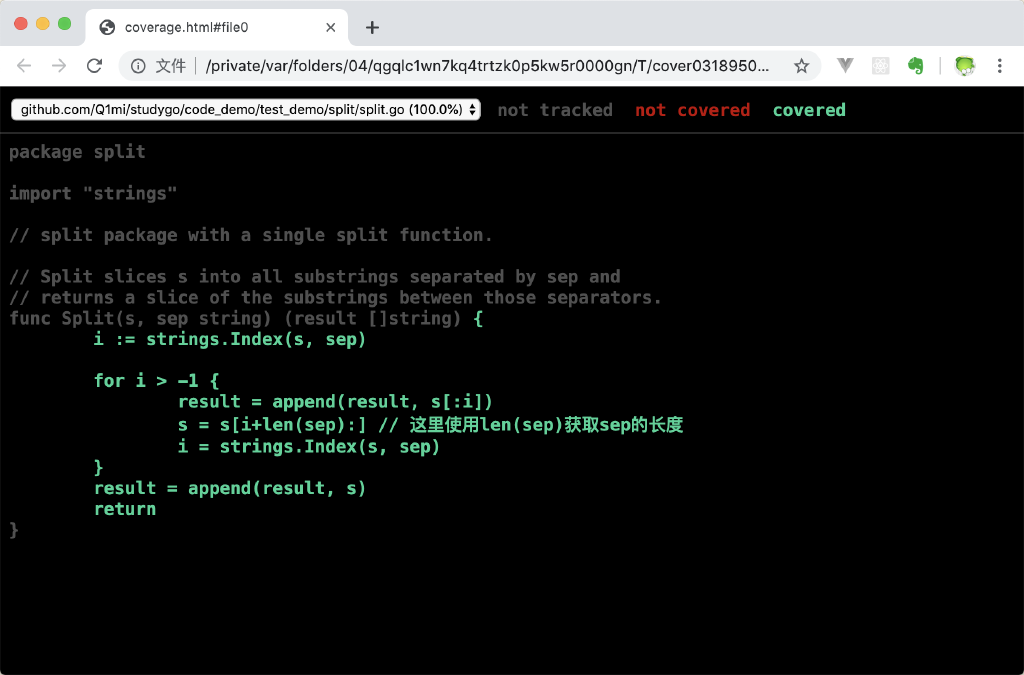 coverage.html#file0
文件 /private/var/folders/04/qgqlc1wn7kq4trtzk0p5kw5r0000gn/T/cover0318950...
github.com/Q1mi/studygo/code_demo/test_demo/split/split.go (100.0%) not tracked not covered covered
package split
import "strings"
// split package with a single split function.
// Split slices s into all substrings separated by sep and
// returns a slice of the substrings between those separators.
func Split(s, sep string) (result []string) {
i := strings.Index(s, sep)
for i > -1 {
result = append(result, s[:i])
s = s[i+len(sep):] // 这里使用len(sep)获取sep的长度
i = strings.Index(s, sep)
}
result = append(result, s)
return
}